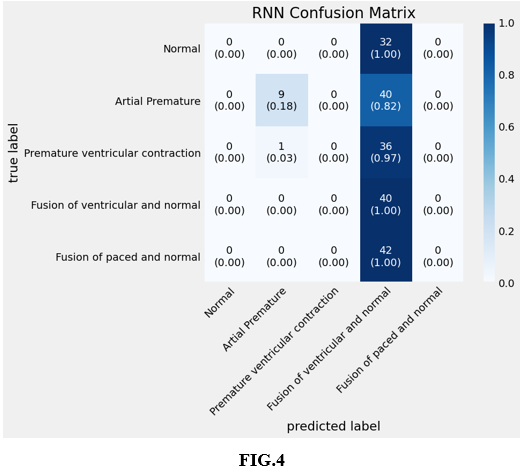 RNN Confusion Matrix
true label
Normal
0 0 0 32 0
(0.00) (0.00) (0.00) (1.00) (0.00)
Artial Premature
0 9 0 40 0
(0.00) (0.18) (0.00) (0.82) (0.00)
Premature ventricular contraction
0 1 0 36 0
(0.00) (0.03) (0.00) (0.97) (0.00)
Fusion of ventricular and normal
0 0 0 40 0
(0.00) (0.00) (0.00) (1.00) (0.00)
Fusion of paced and normal
0 0 0 42 0
(0.00) (0.00) (0.00) (1.00) (0.00)
1.0
0.8
0.6
0.4
0.2
0.0
Normal
Artial Premature
Premature ventricular contraction
Fusion of ventricular and normal
Fusion of paced and normal
predicted label
FIG.4